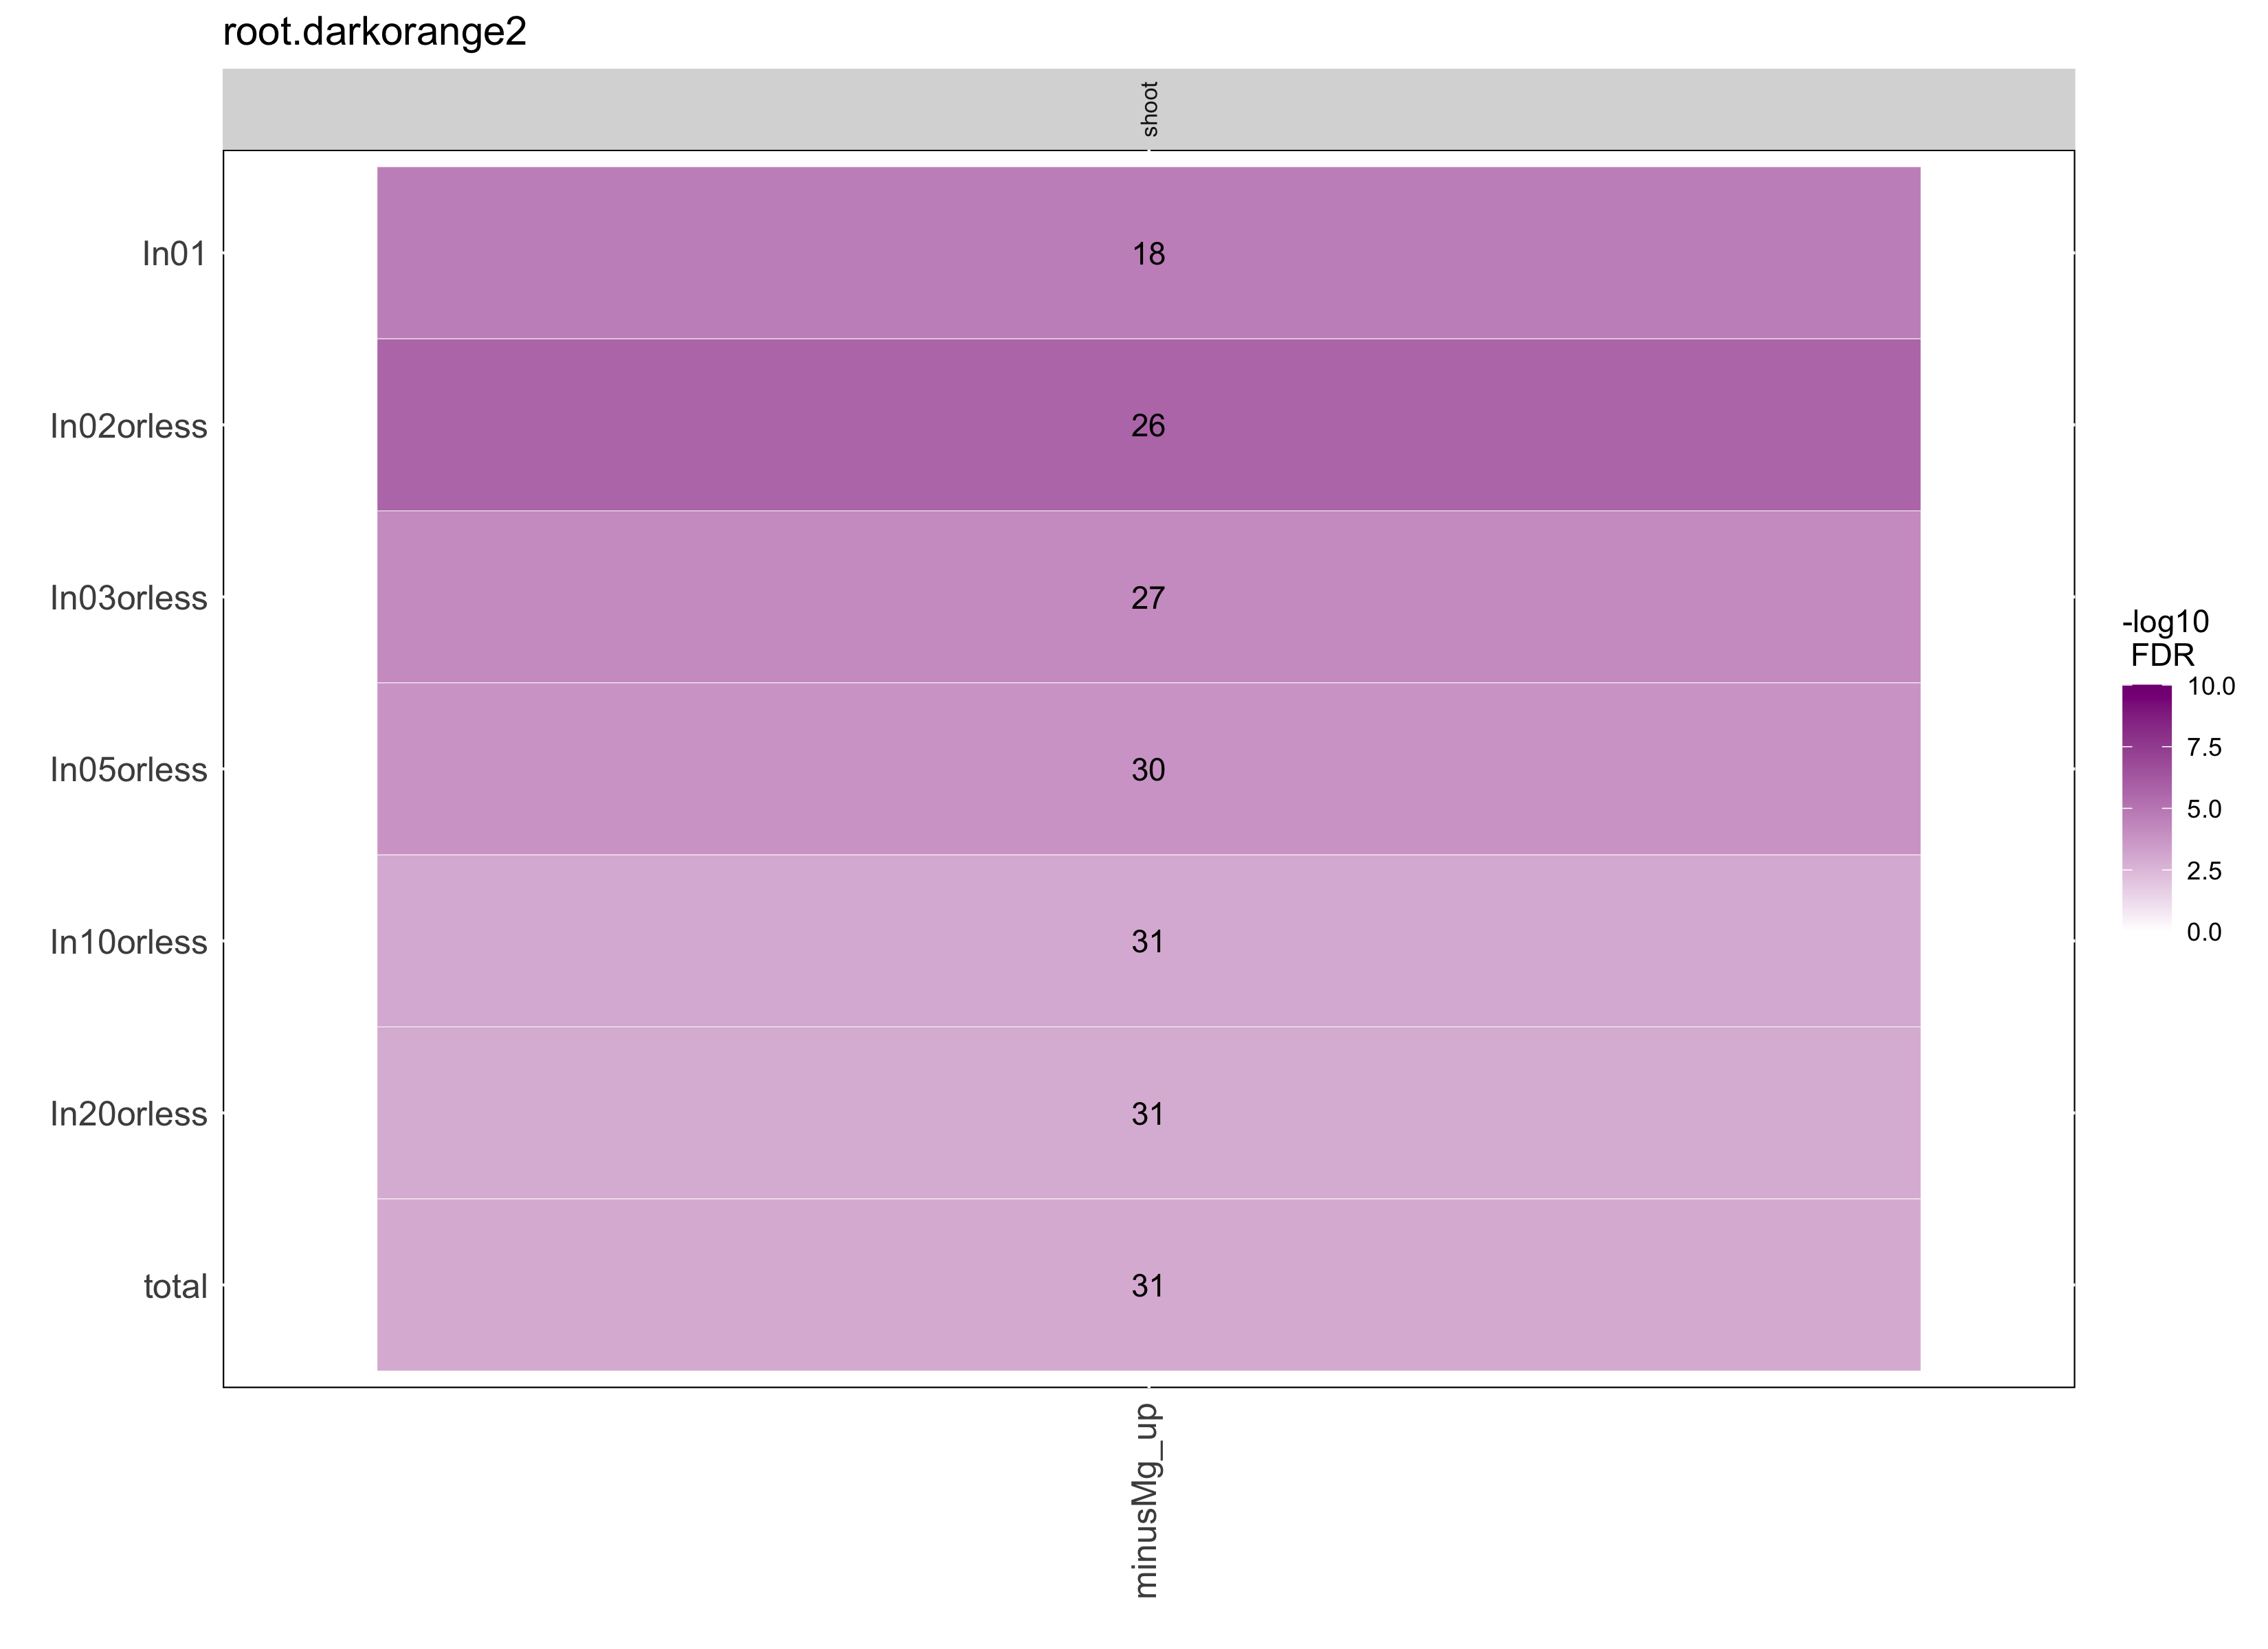 root.darkorange2
shoot
In01
18
In02orless
26
In03orless
27
In05orless
30
In10orless
31
In20orless
31
total
31
minusMg_up
-log10
FDR
10.0
7.5
5.0
2.5
0.0